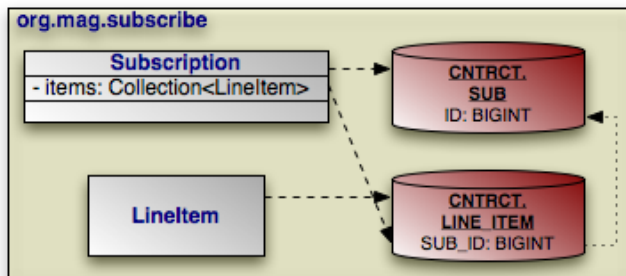 org.mag.subscribe
Subscription
- items: Collection<LineItem>
CNTRCT.
SUB
ID: BIGINT
LineItem
CNTRCT.
LINE_ITEM
SUB_ID: BIGINT